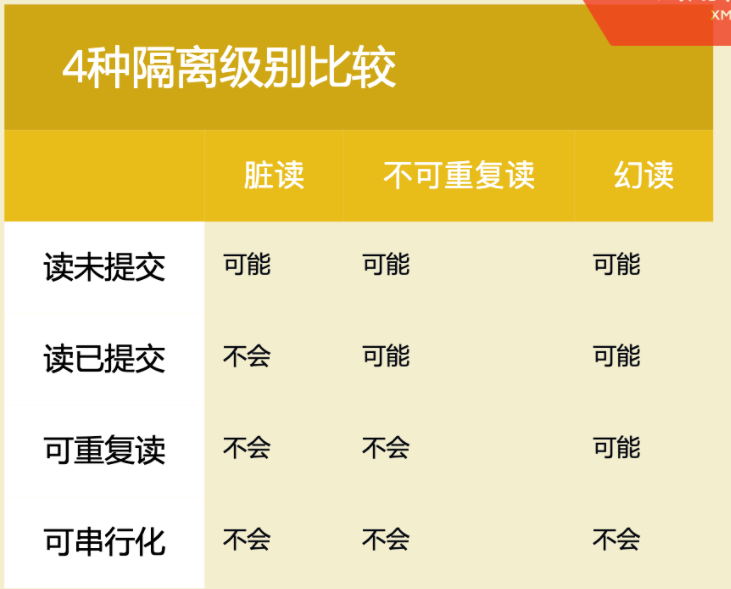 XM
4种隔离级别比较
脏读 不可重复读 幻读
读未提交 可能 可能 可能
读已提交 不会 可能 可能
可重复读 不会 不会 可能
可串行化 不会 不会 不会